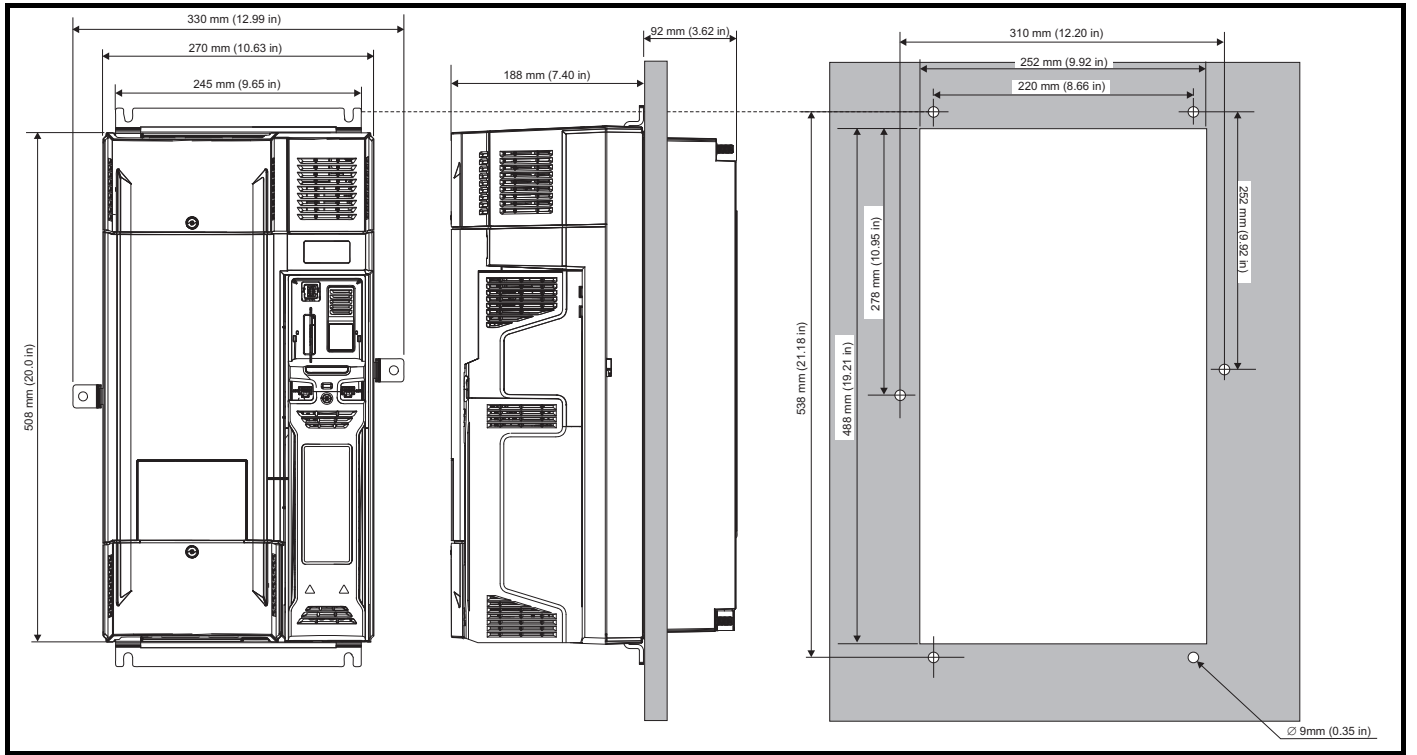 330 mm (12.99 in)
270 mm (10.63 in)
245 mm (9.65 in)
508 mm (20.0 in)
188 mm (7.40 in)
92 mm (3.62 in)
310 mm (12.20 in)
252 mm (9.92 in)
220 mm (8.66 in)
538 mm (21.18 in)
488 mm (19.21 in)
278 mm (10.95 in)
252 mm (9.92 in)
∅ 9mm (0.35 in)